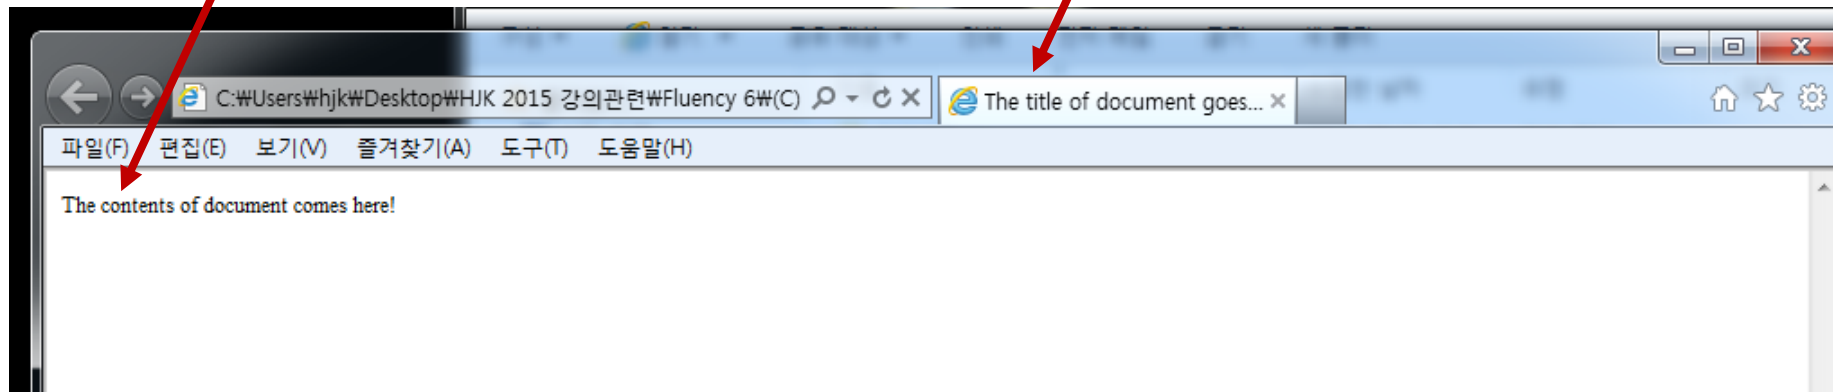 C:₩Users₩hjk₩Desktop₩HJK 2015 강의관련₩Fluency 6₩(C)
The title of document goes...
파일(F) 편집(E) 보기(V) 즐겨찾기(A) 도구(T) 도움말(H)
The contents of document comes here!